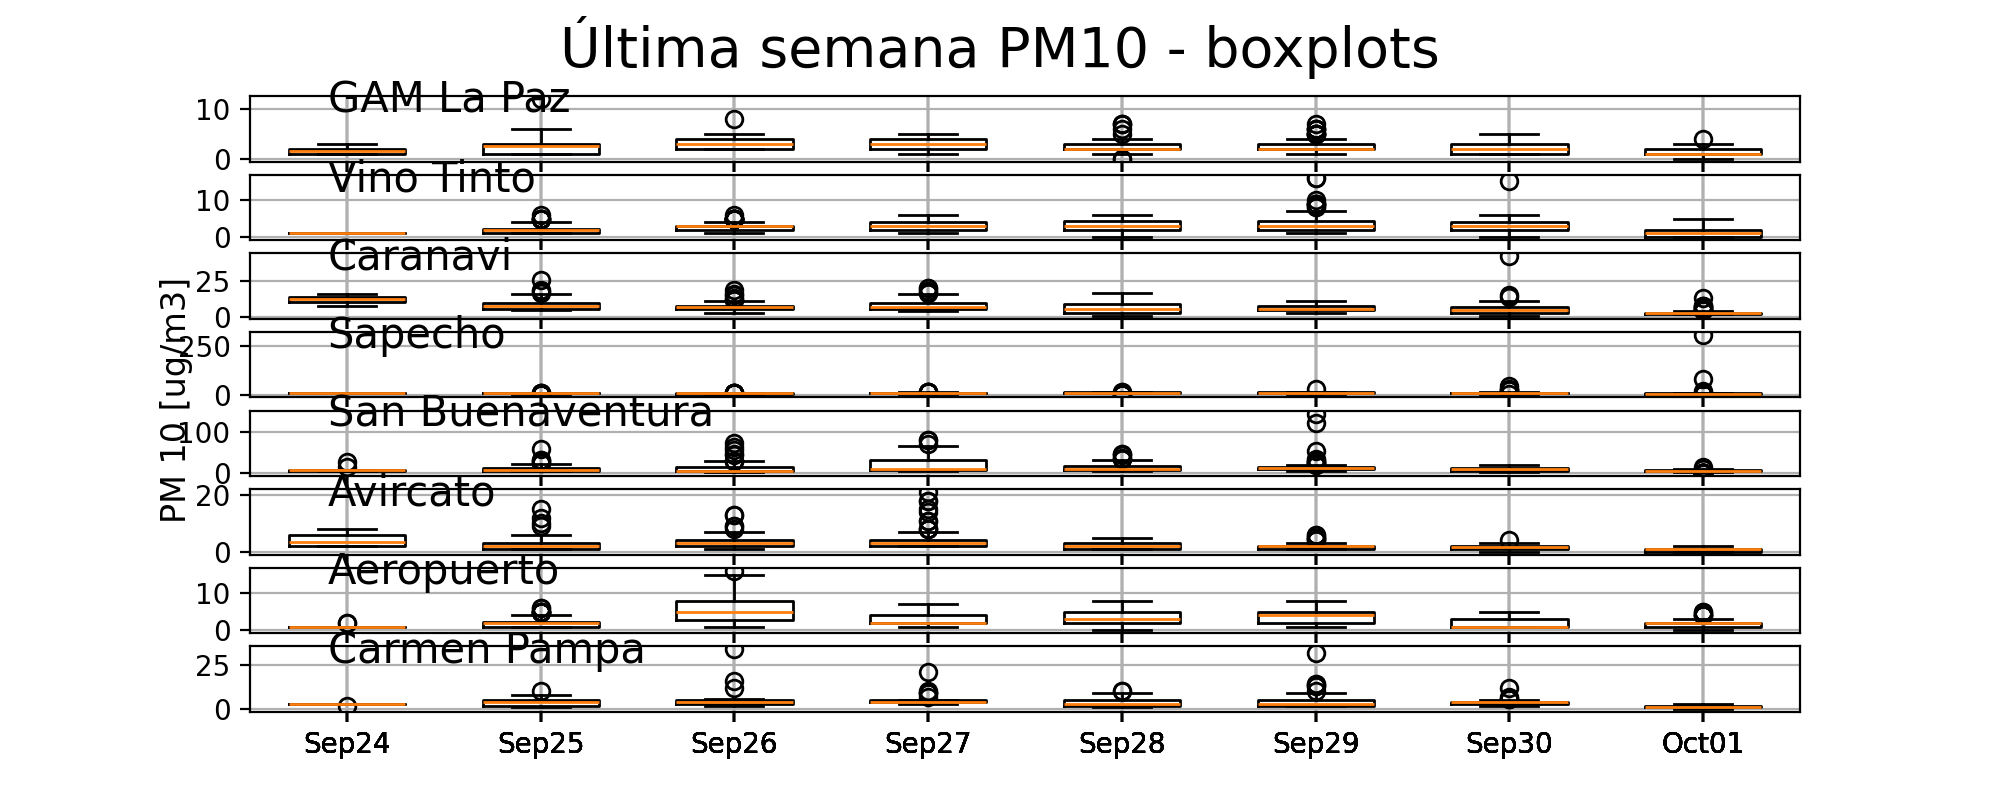 Última semana PM10 - boxplots
GAM La Paz
10
0
Vino Tinto
10
0
Caranavi
25
0
Sapecho
250
0
San Buenaventura
100
0
Avircato
20
0
Aeropuerto
10
0
Carmen Pampa
25
0
PM 10 [ug/m3]
Sep24 Sep25 Sep26 Sep27 Sep28 Sep29 Sep30 Oct01